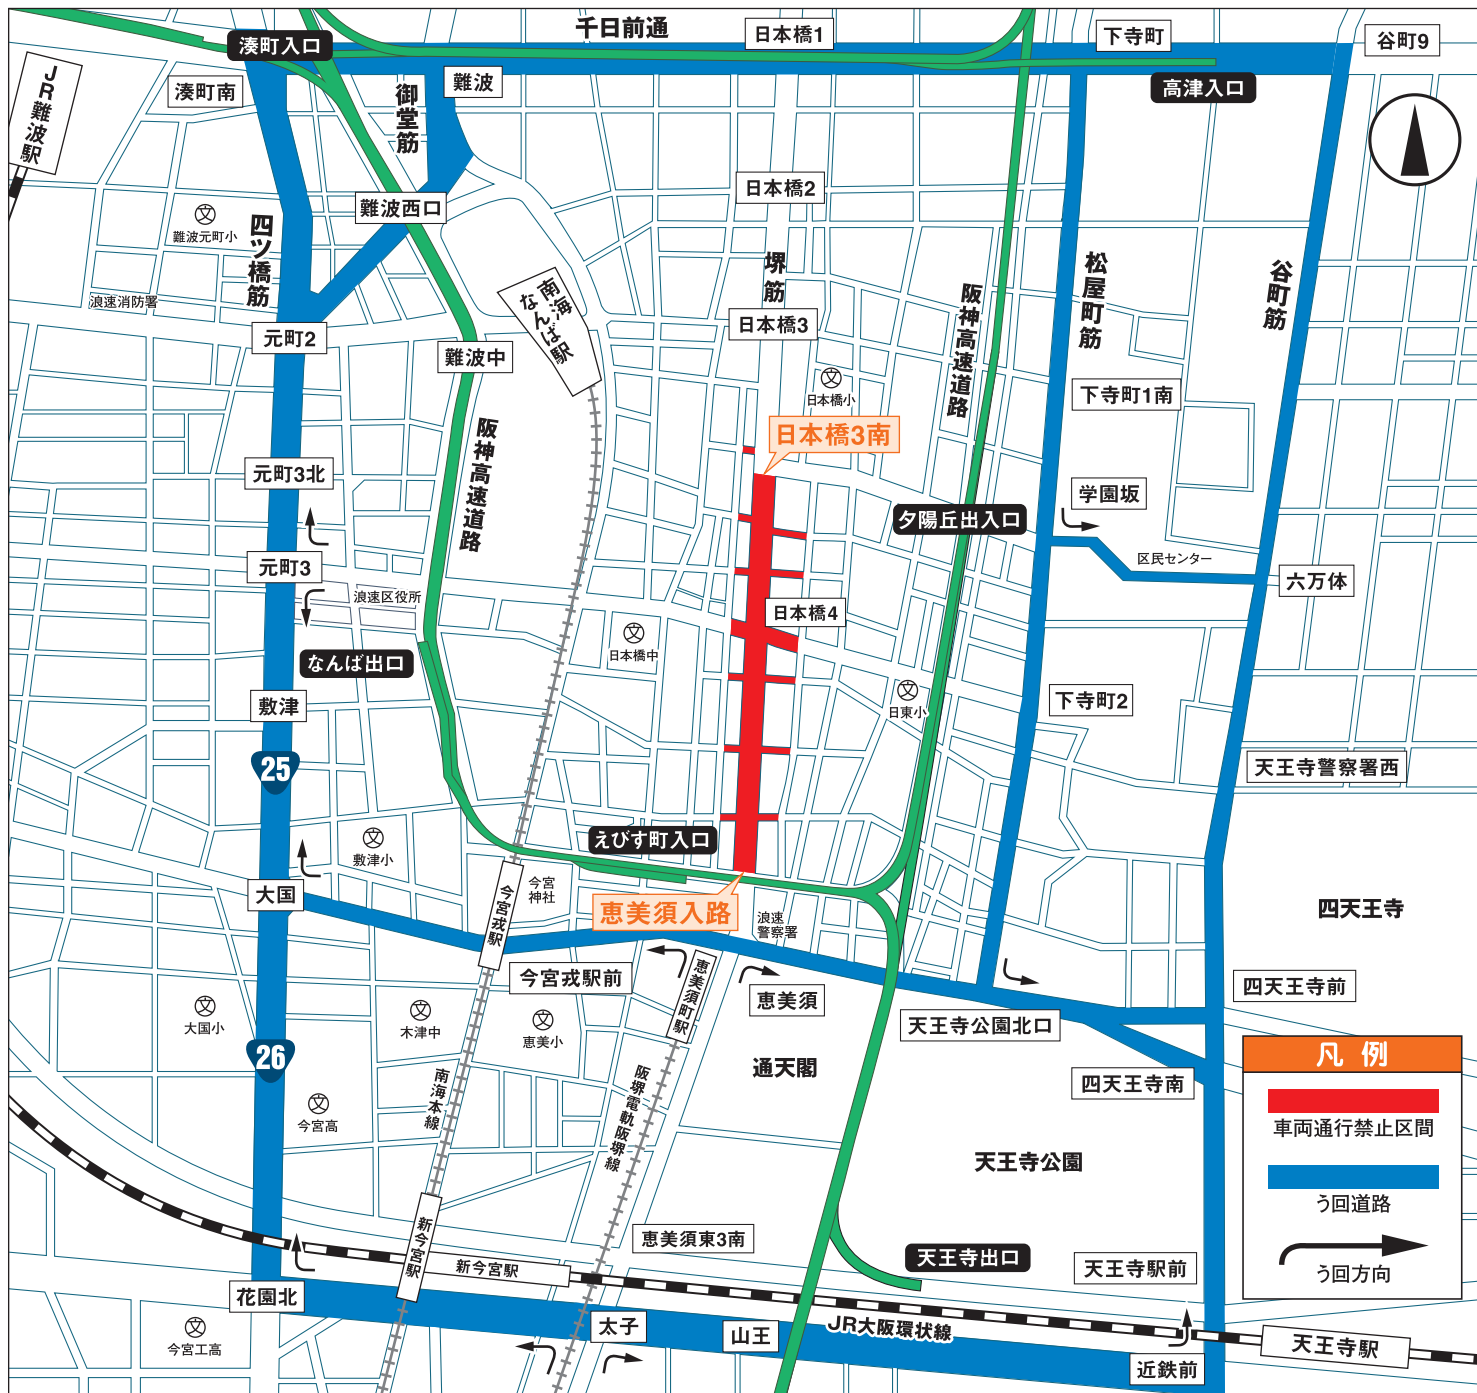 千日前通
日本橋1
下寺町
谷町9
湊町入口
難波
湊町南
高津入口
JR難波駅
御堂筋
日本橋2
難波西口
難波元町小
四ツ橋筋
堺筋
松屋町筋
谷町筋
阪神高速道路
浪速消防署
南海なんば駅
日本橋3
元町2
難波中
日本橋小
下寺町1南
阪神高速道路
日本橋3南
元町3北
学園坂
夕陽丘出入口
区民センター
元町3
六万体
浪速区役所
日本橋4
なんば出口
日本橋中
下寺町2
敷津
日東小
25
天王寺警察署西
えびす町入口
敷津小
大国
今宮戎駅
今宮
神社
恵美須入路
浪速
警察署
四天王寺
今宮戎駅前
恵美須町駅
恵美須
四天王寺前
大国小
木津中
恵美小
天王寺公園北口
26
通天閣
凡例
南海本線
阪堺電軌阪堺線
四天王寺南
今宮高
車両通行禁止区間
天王寺公園
う回道路
新今宮駅
恵美須東3南
天王寺出口
天王寺駅前
う回方向
新今宮駅
花園北
太子
山王
JR大阪環状線
天王寺駅
今宮工高
近鉄前